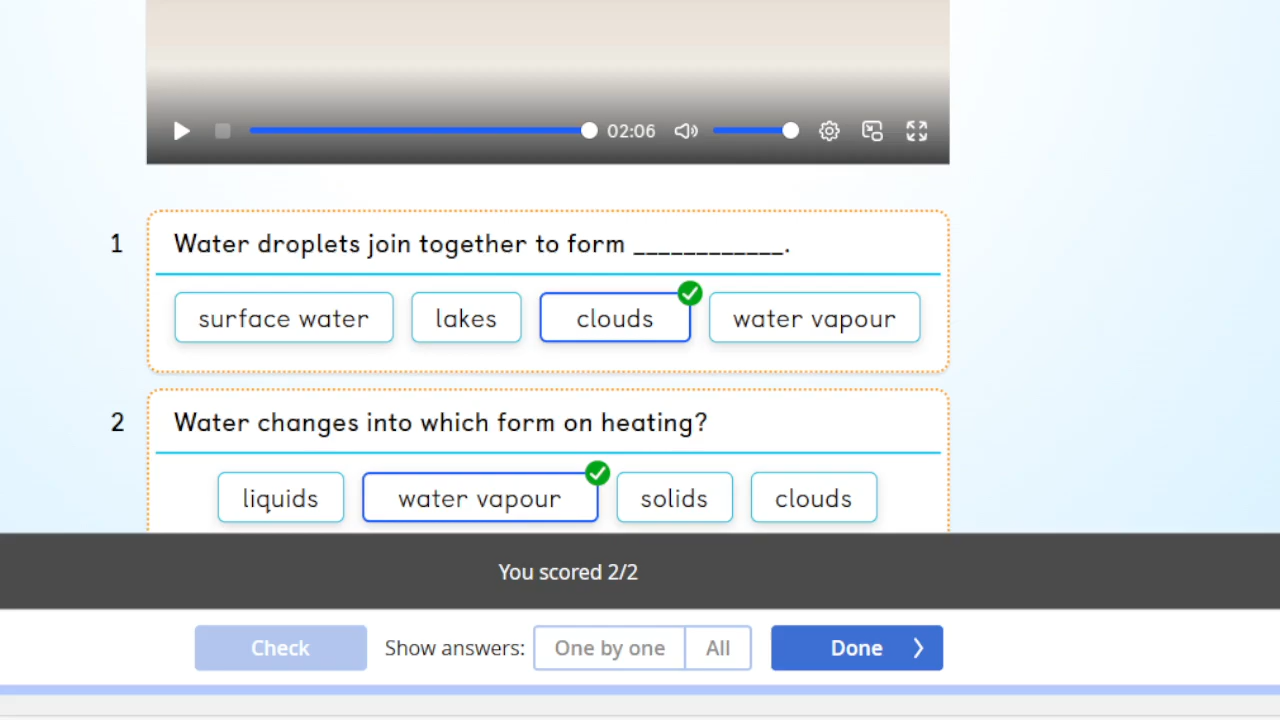 02:06
1 Water droplets join together to form ____________.
surface water lakes clouds water vapour
2 Water changes into which form on heating?
liquids water vapour solids clouds
You scored 2/2
Check Show answers: One by one All Done